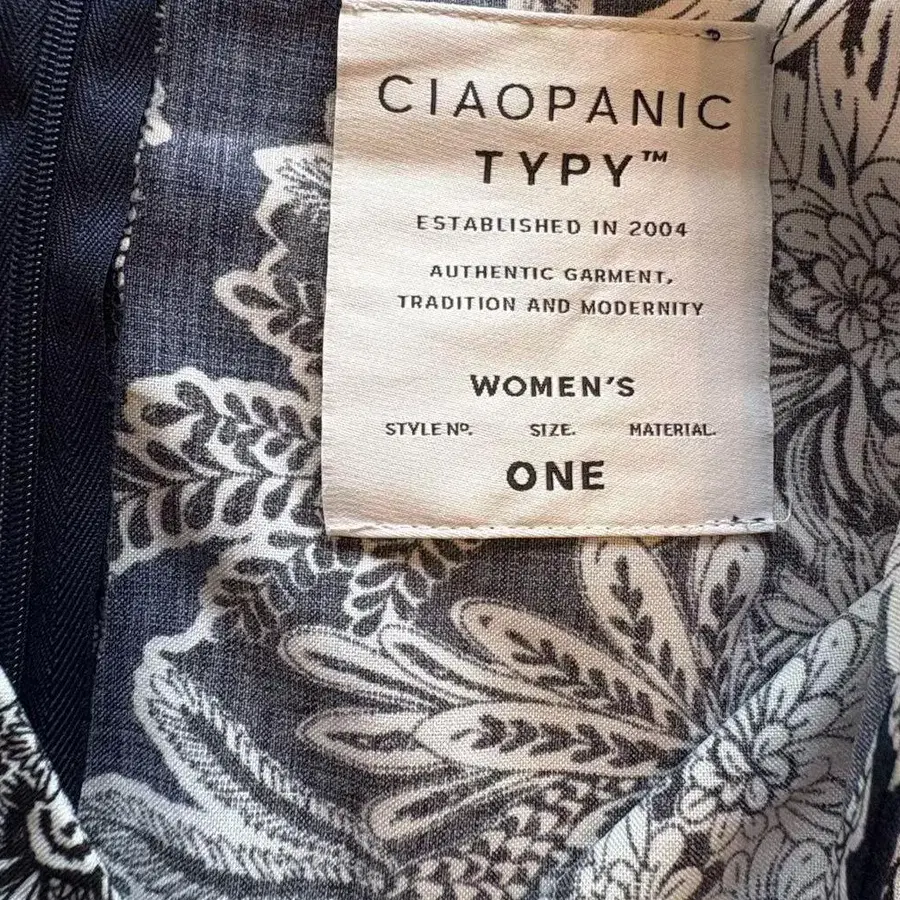 CIAOPANIC
TYPY™
ESTABLISHED IN 2004
AUTHENTIC GARMENT,
TRADITION AND MODERNITY
WOMEN'S
STYLE Nº. SIZE. MATERIAL.
ONE